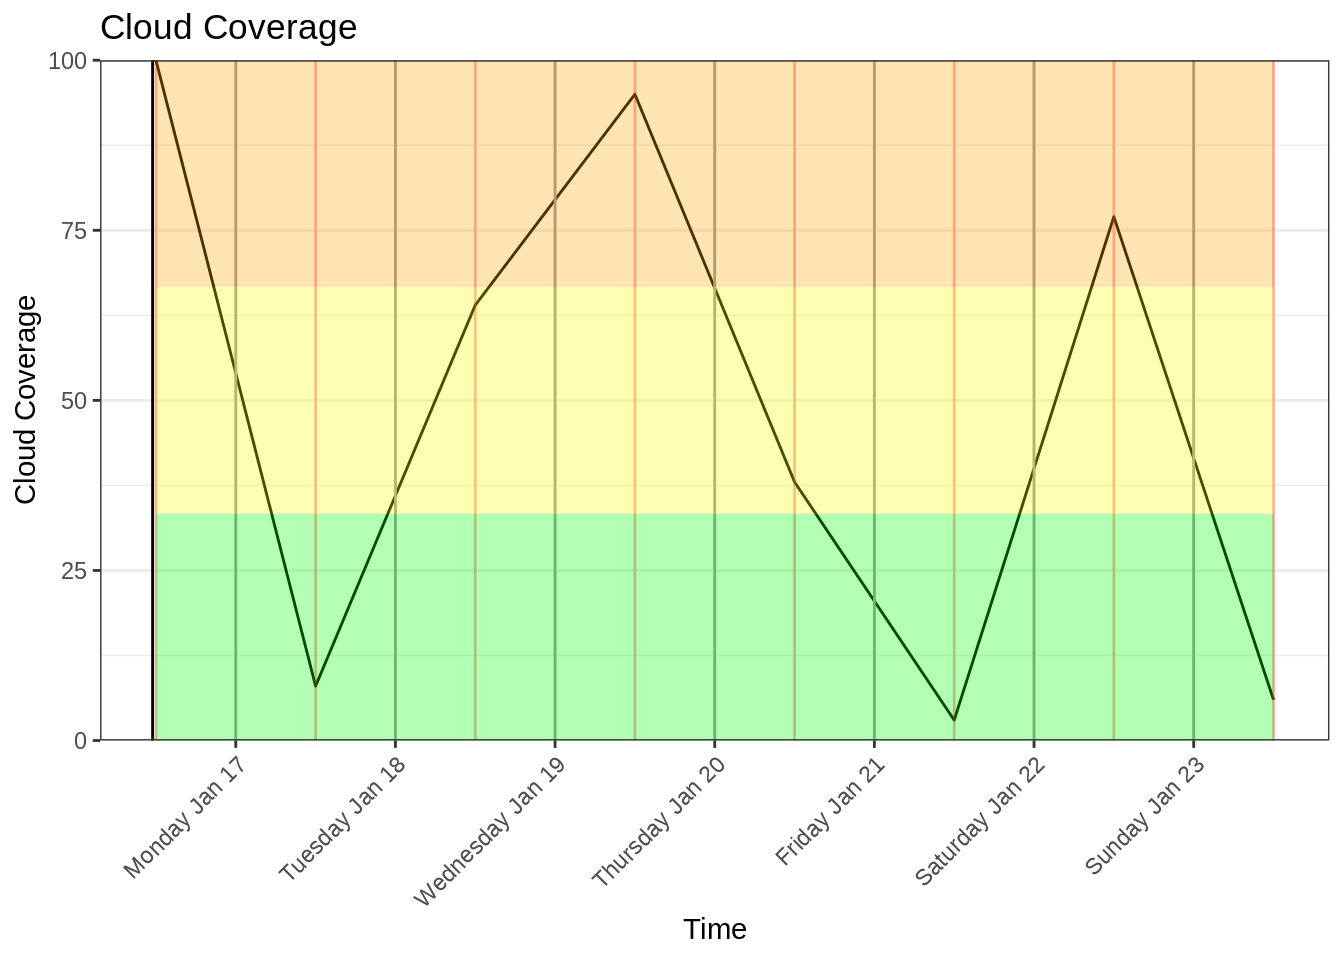 Cloud Coverage
Cloud Coverage
100
75
50
25
0
Monday Jan 17
Tuesday Jan 18
Wednesday Jan 19
Thursday Jan 20
Friday Jan 21
Saturday Jan 22
Sunday Jan 23
Time